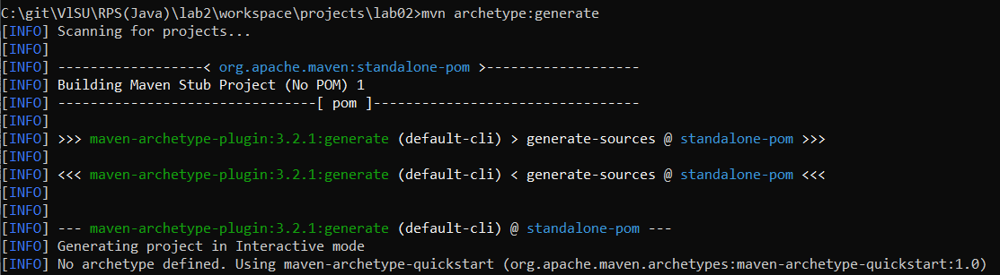 C:\git\VlSU\RPS(Java)\lab2\workspace\projects\lab02>mvn archetype:generate
[INFO] Scanning for projects...
[INFO]
[INFO] ------------------< org.apache.maven:standalone-pom >-------------------
[INFO] Building Maven Stub Project (No POM) 1
[INFO] --------------------------------[ pom ]---------------------------------
[INFO]
[INFO] >>> maven-archetype-plugin:3.2.1:generate (default-cli) > generate-sources @ standalone-pom >>>
[INFO]
[INFO] <<< maven-archetype-plugin:3.2.1:generate (default-cli) < generate-sources @ standalone-pom <<<
[INFO]
[INFO]
[INFO] --- maven-archetype-plugin:3.2.1:generate (default-cli) @ standalone-pom ---
[INFO] Generating project in Interactive mode
[INFO] No archetype defined. Using maven-archetype-quickstart (org.apache.maven.archetypes:maven-archetype-quickstart:1.0)